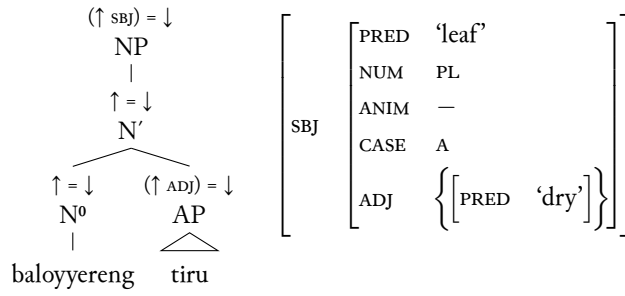 (↑ SBJ) = ↓
NP
↑ = ↓
N′
↑ = ↓ (↑ ADJ) = ↓
N⁰ AP
baloyyereng tiru
SBJ
PRED ‘leaf’
NUM PL
ANIM —
CASE A
ADJ {[PRED ‘dry’]}